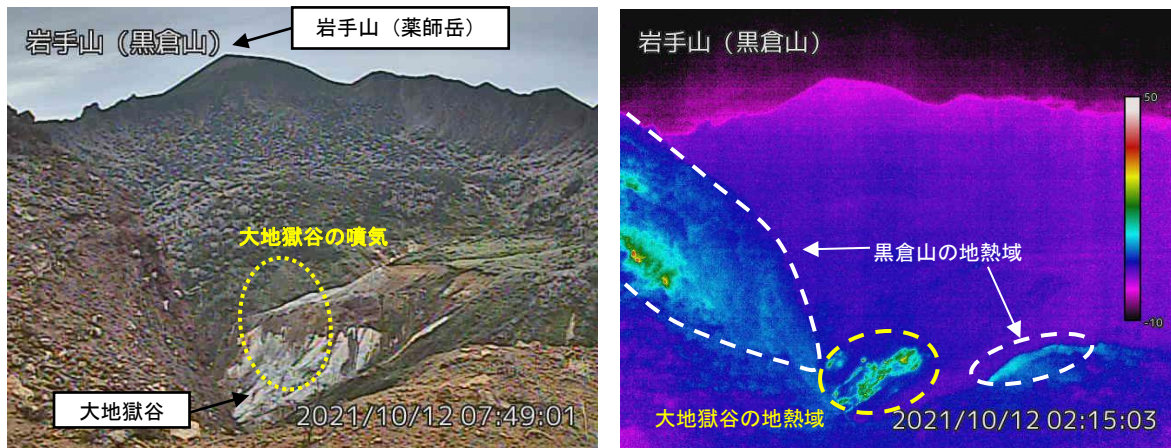 岩手山（黒倉山）
岩手山（薬師岳）
大地獄谷の噴気
大地獄谷
2021/10/12 07:49:01
岩手山（黒倉山）
50
黒倉山の地熱域
-10
大地獄谷の地熱域
2021/10/12 02:15:03